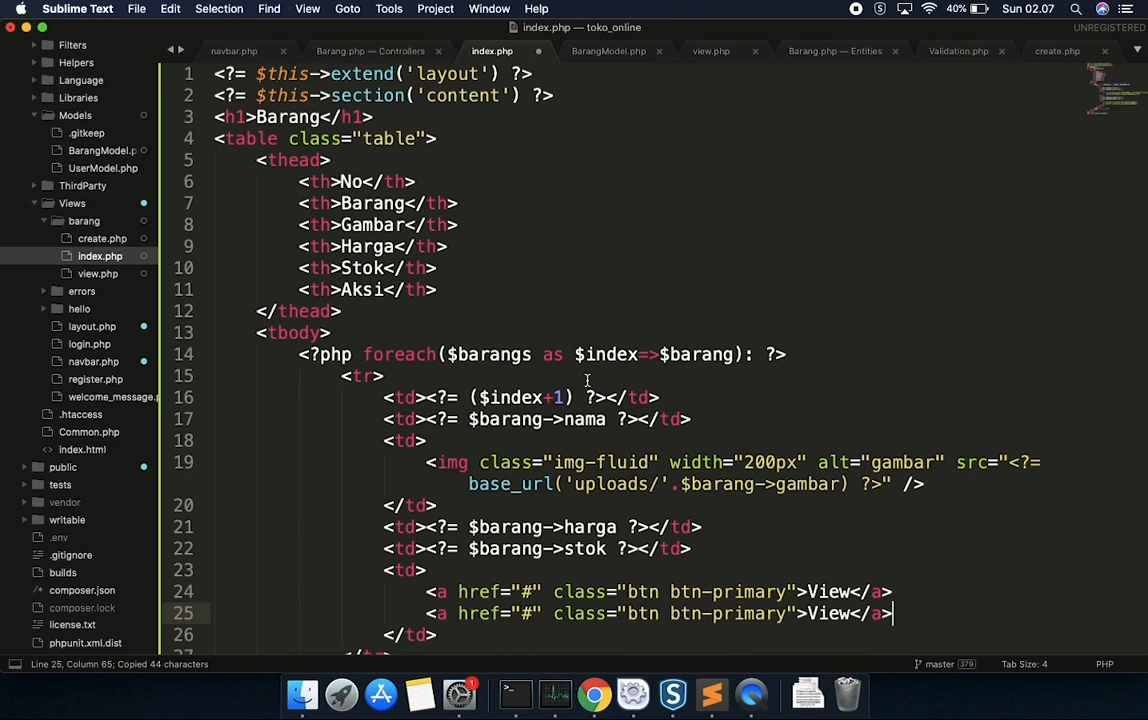 Sublime Text File Edit Selection Find View Goto Tools Project Window Help 40% Sun 02.07
index.php — toko_online UNREGISTERED
navbar.php Barang.php — Controllers index.php BarangModel.php view.php Barang.php — Entities Validation.php create.php
Filters
Helpers
Language
Libraries
Models
.gitkeep
BarangModel.p
UserModel.php
ThirdParty
Views
barang
create.php
index.php
view.php
errors
hello
layout.php
login.php
navbar.php
register.php
welcome_message.p
.htaccess
Common.php
<> index.html
public
tests
vendor
writable
.env
.gitignore
builds
composer.json
composer.lock
license.txt
phpunit.xml.dist
1 <?= $this->extend('layout') ?>
2 <?= $this->section('content') ?>
3 <h1>Barang</h1>
4 <table class="table">
5 <thead>
6 <th>No</th>
7 <th>Barang</th>
8 <th>Gambar</th>
9 <th>Harga</th>
10 <th>Stok</th>
11 <th>Aksi</th>
12 </thead>
13 <tbody>
14 <?php foreach($barangs as $index=>$barang): ?>
15 <tr>
16 <td><?= ($index+1) ?></td>
17 <td><?= $barang->nama ?></td>
18 <td>
19 <img class="img-fluid" width="200px" alt="gambar" src="<?=
base_url('uploads/'.$barang->gambar) ?>" />
20 </td>
21 <td><?= $barang->harga ?></td>
22 <td><?= $barang->stok ?></td>
23 <td>
24 <a href="#" class="btn btn-primary">View</a>
25 <a href="#" class="btn btn-primary">View</a>
26 </td>
Line 25, Column 65; Copied 44 characters master 379 Tab Size: 4 PHP
1